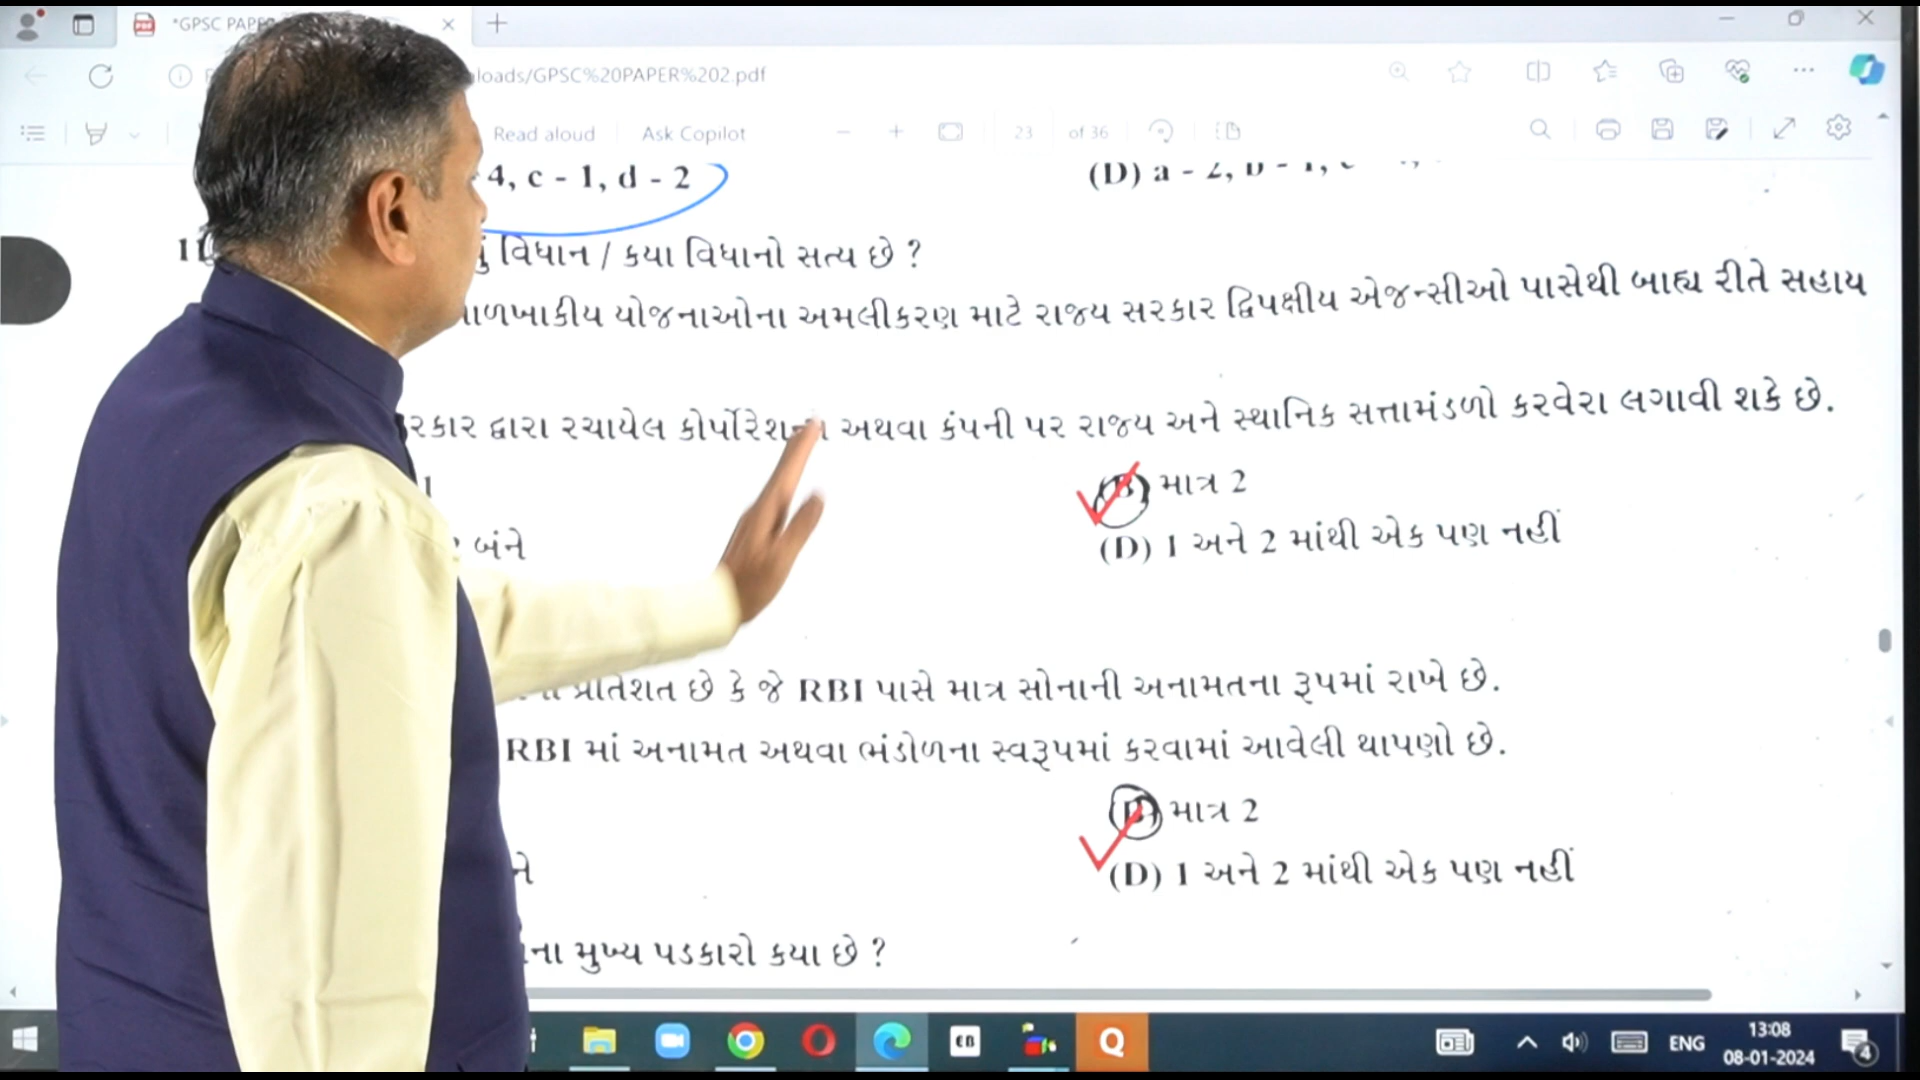 *GPSC PAPE
loads/GPSC%20PAPER%202.pdf
Read aloud Ask Copilot 23 of 36
4, c - 1, d - 2 (D) a - 2, b - 1,
વિધાન / કયા વિધાનો સત્ય છે ?
માળખાકીય યોજનાઓના અમલીકરણ માટે રાજ્ય સરકાર દ્વિપક્ષીય એજન્સીઓ પાસેથી બાહ્ય રીતે સહાય
સરકાર દ્વારા રચાયેલ કોર્પોરેશન અથવા કંપની પર રાજ્ય અને સ્થાનિક સત્તામંડળો કરવેરા લગાવી શકે છે.
1 (B) માત્ર 2
બંને (D) 1 અને 2 માંથી એક પણ નહીં
પ્રતિશત છે કે જે RBI પાસે માત્ર સોનાની અનામતના રૂપમાં રાખે છે.
RBI માં અનામત અથવા ભંડોળના સ્વરૂપમાં કરવામાં આવેલી થાપણો છે.
(B) માત્ર 2
ને (D) 1 અને 2 માંથી એક પણ નહીં
ના મુખ્ય પડકારો કયા છે ?
ENG 13:08
08-01-2024
4